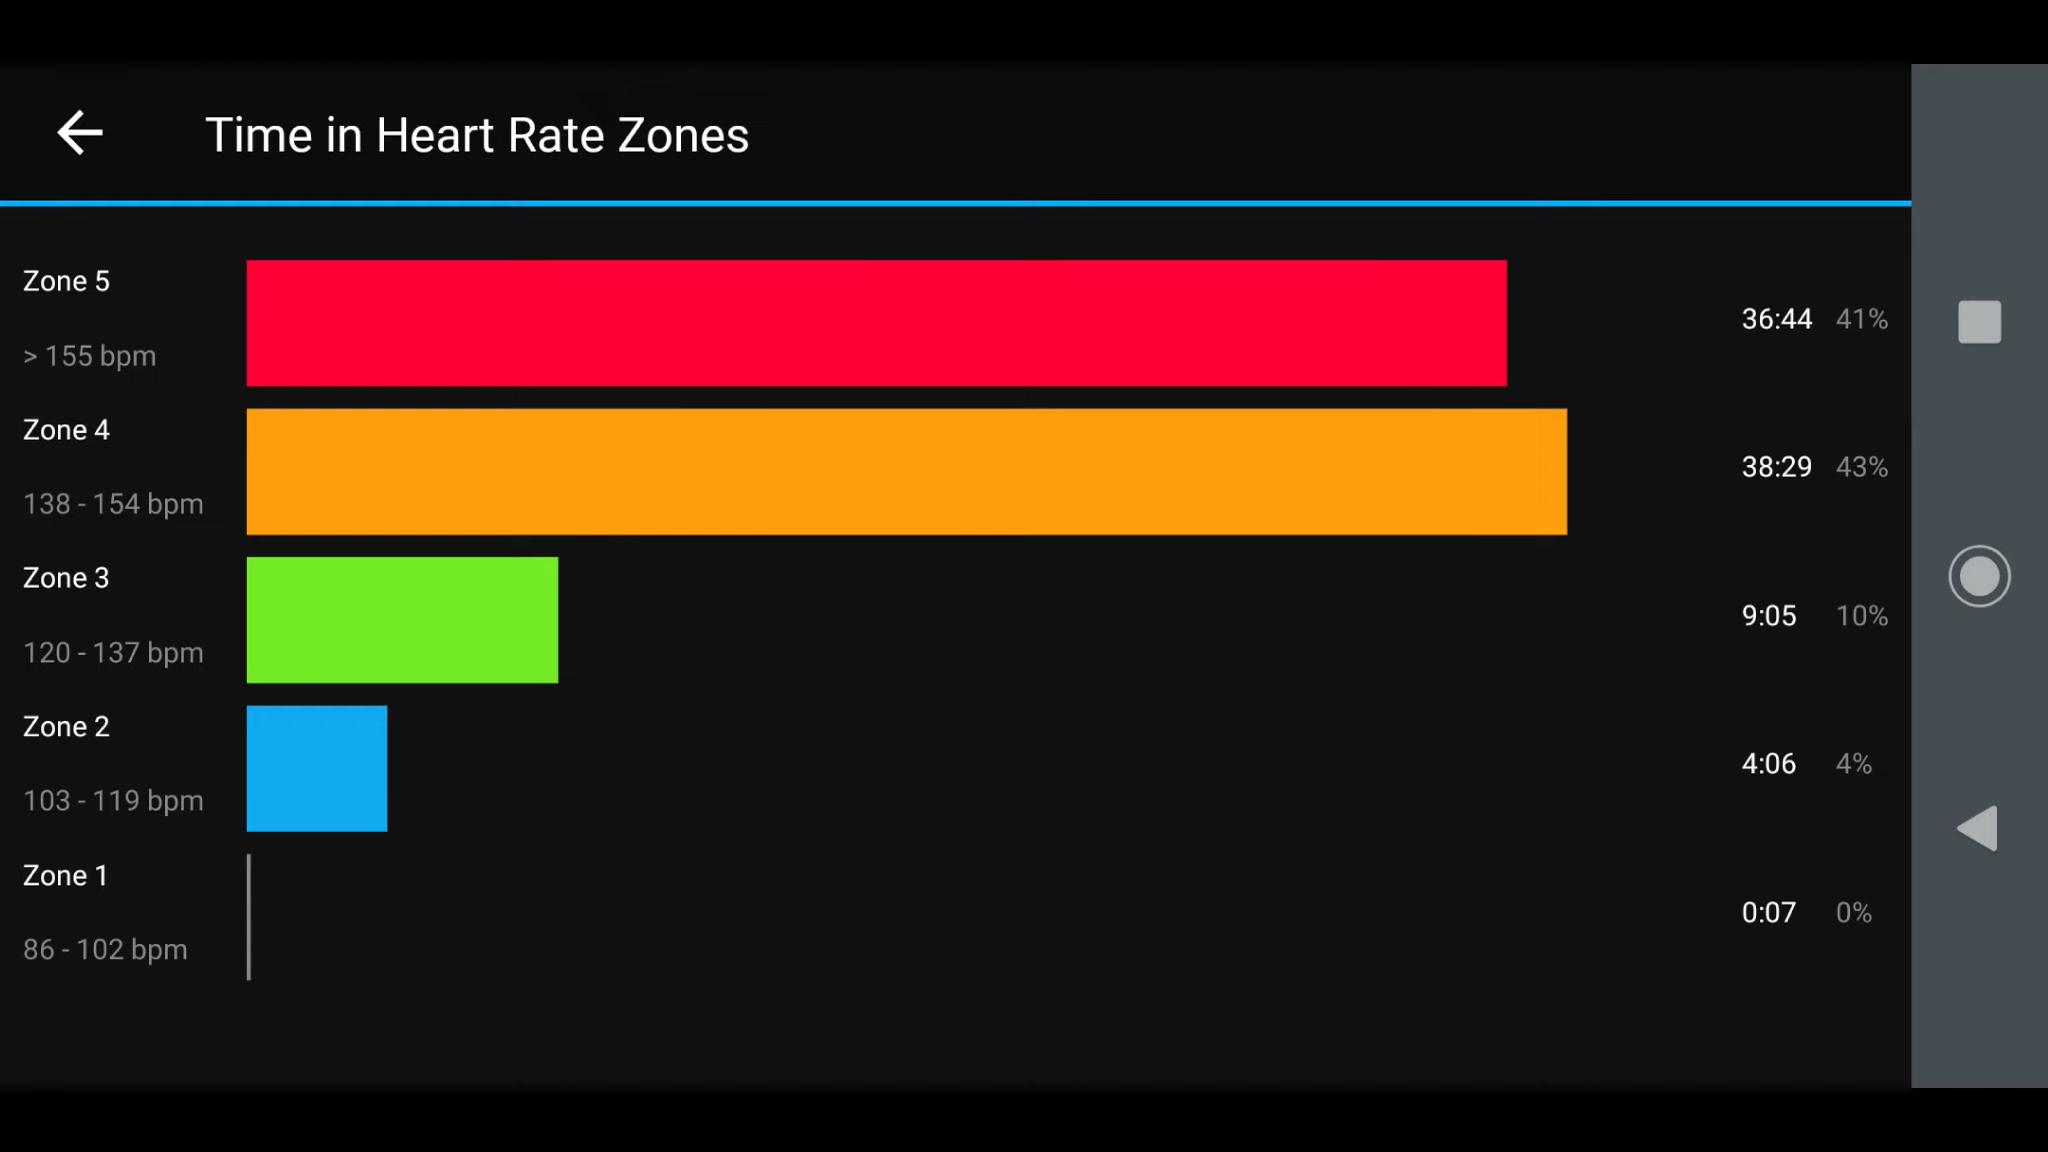 Time in Heart Rate Zones
Zone 5
> 155 bpm
36:44 41%
Zone 4
138 - 154 bpm
38:29 43%
Zone 3
120 - 137 bpm
9:05 10%
Zone 2
103 - 119 bpm
4:06 4%
Zone 1
86 - 102 bpm
0:07 0%